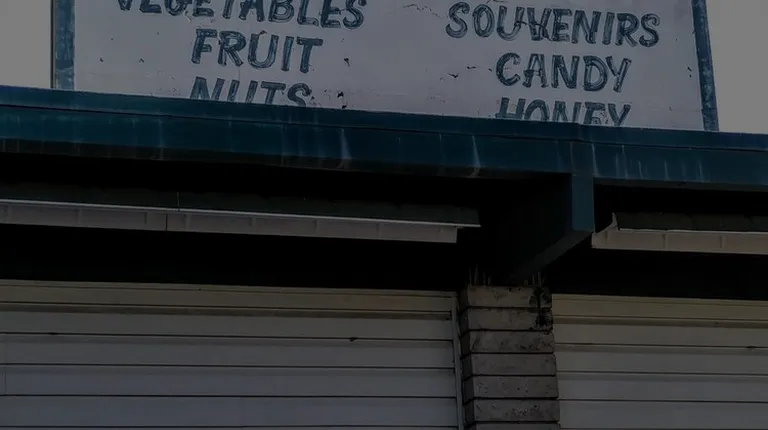 VEGETABLES
FRUIT
NUTS
SOUVENIRS
CANDY
HONEY